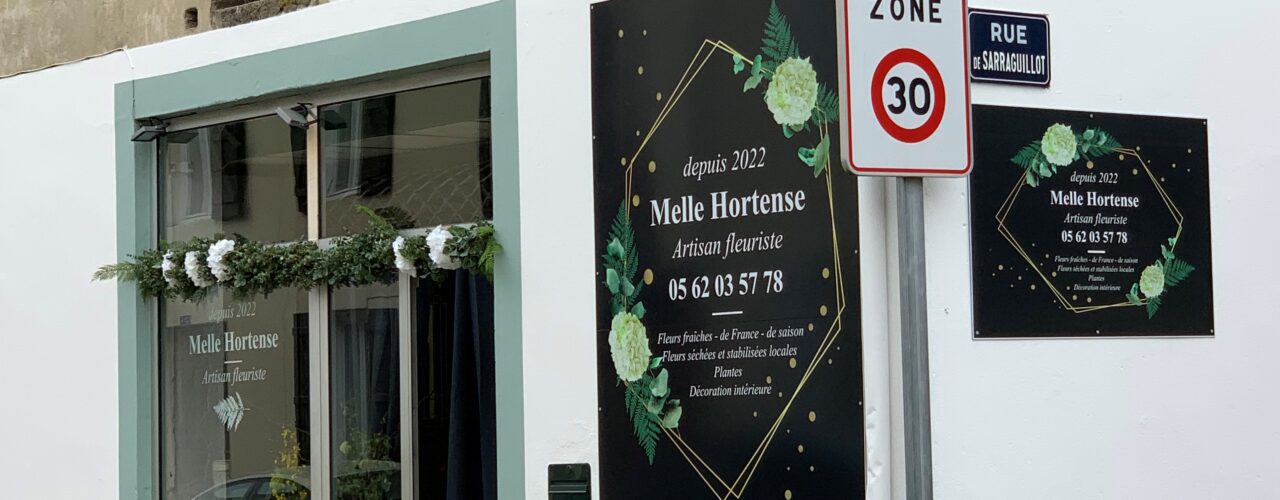 depuis 2022
Melle Hortense
Artisan fleuriste
depuis 2022
Melle Hortense
Artisan fleuriste
05 62 03 57 78
Fleurs fraîches - de France - de saison
Fleurs séchées et stabilisées locales
Plantes
Décoration intérieure
ZONE
30
RUE
DE SARRAGUILLOT
depuis 2022
Melle Hortense
Artisan fleuriste
05 62 03 57 78
Fleurs fraîches - de France - de saison
Fleurs séchées et stabilisées locales
Plantes
Décoration intérieure